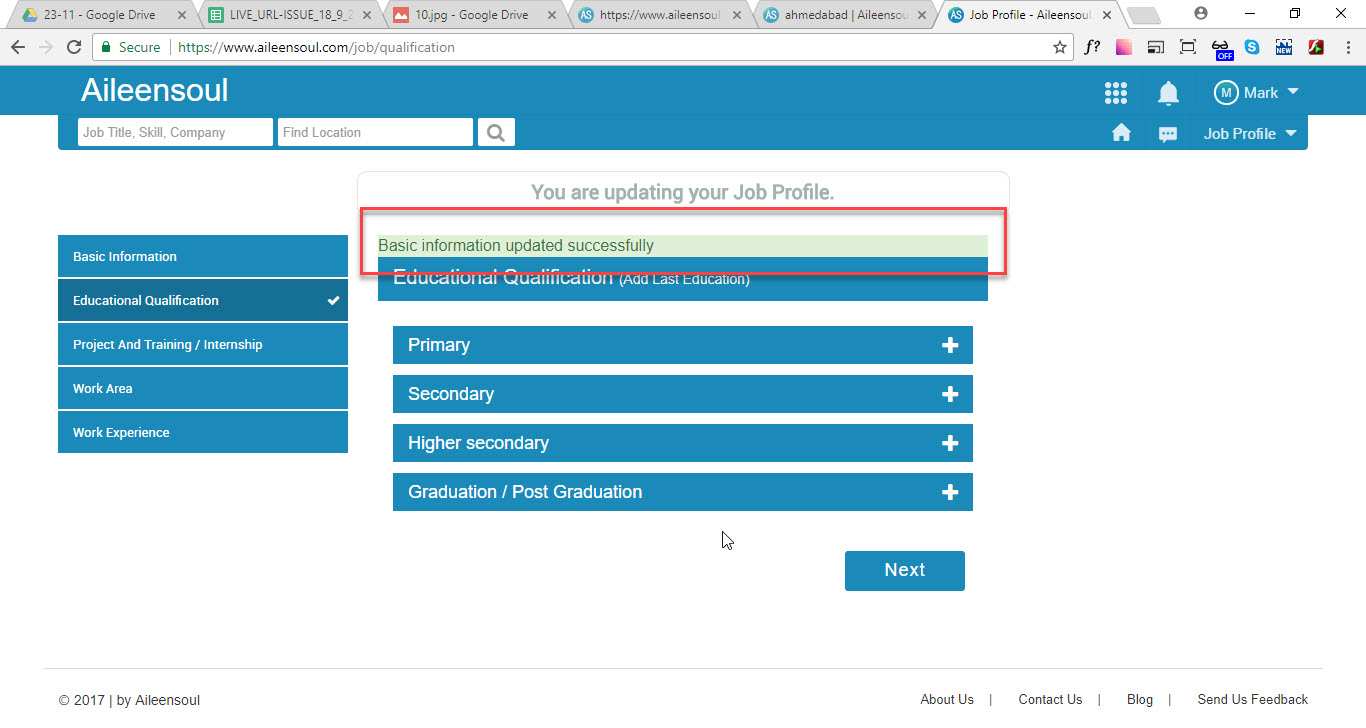 23-11 - Google Drive
LIVE_URL-ISSUE_18_9_2
10.jpg - Google Drive
https://www.aileensoul
ahmedabad | Aileensou
Job Profile - Aileensoul
Secure
https://www.aileensoul.com/job/qualification
f?
OFF
NEW
Aileensoul
M Mark
Job Title, Skill, Company
Find Location
Job Profile
You are updating your Job Profile.
Basic information updated successfully
Educational Qualification (Add Last Education)
Basic Information
Educational Qualification
Project And Training / Internship
Work Area
Work Experience
Primary
Secondary
Higher secondary
Graduation / Post Graduation
Next
© 2017 | by Aileensoul
About Us | Contact Us | Blog | Send Us Feedback